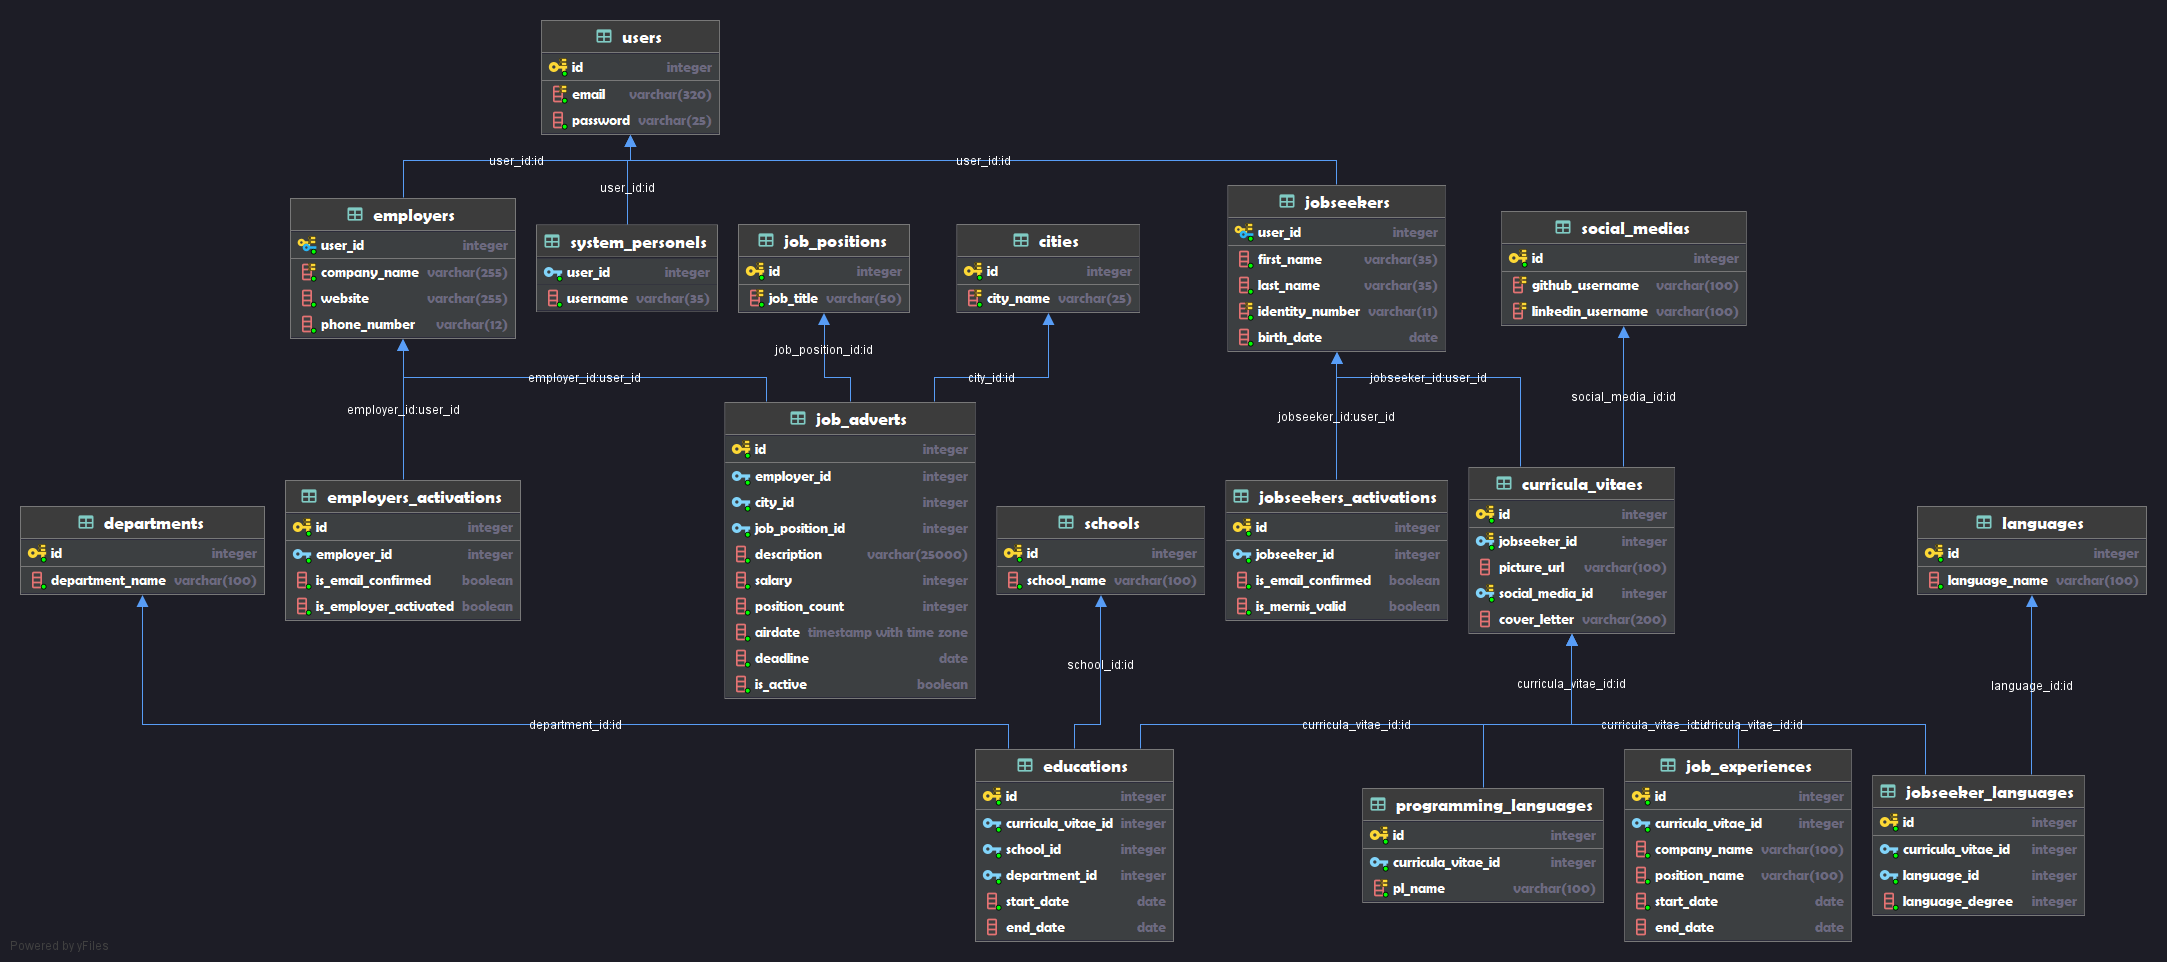 users
id integer
email varchar(320)
password varchar(25)
user_id:id
user_id:id
user_id:id
employers
user_id integer
company_name varchar(255)
website varchar(255)
phone_number varchar(12)
system_personels
user_id integer
username varchar(35)
job_positions
id integer
job_title varchar(50)
cities
id integer
city_name varchar(25)
jobseekers
user_id integer
first_name varchar(35)
last_name varchar(35)
identity_number varchar(11)
birth_date date
social_medias
id integer
github_username varchar(100)
linkedin_username varchar(100)
job_position_id:id
employer_id:user_id
city_id:id
jobseeker_id:user_id
social_media_id:id
employer_id:user_id
jobseeker_id:user_id
departments
id integer
department_name varchar(100)
employers_activations
id integer
employer_id integer
is_email_confirmed boolean
is_employer_activated boolean
job_adverts
id integer
employer_id integer
city_id integer
job_position_id integer
description varchar(25000)
salary integer
position_count integer
airdate timestamp with time zone
deadline date
is_active boolean
schools
id integer
school_name varchar(100)
jobseekers_activations
id integer
jobseeker_id integer
is_email_confirmed boolean
is_mernis_valid boolean
curricula_vitaes
id integer
jobseeker_id integer
picture_url varchar(100)
social_media_id integer
cover_letter varchar(200)
languages
id integer
language_name varchar(100)
school_id:id
curricula_vitae_id:id
language_id:id
department_id:id
curricula_vitae_id:id
curricula_vitae_id:id
curricula_vitae_id:id
educations
id integer
curricula_vitae_id integer
school_id integer
department_id integer
start_date date
end_date date
programming_languages
id integer
curricula_vitae_id integer
pl_name varchar(100)
job_experiences
id integer
curricula_vitae_id integer
company_name varchar(100)
position_name varchar(100)
start_date date
end_date date
jobseeker_languages
id integer
curricula_vitae_id integer
language_id integer
language_degree integer
Powered by yFiles